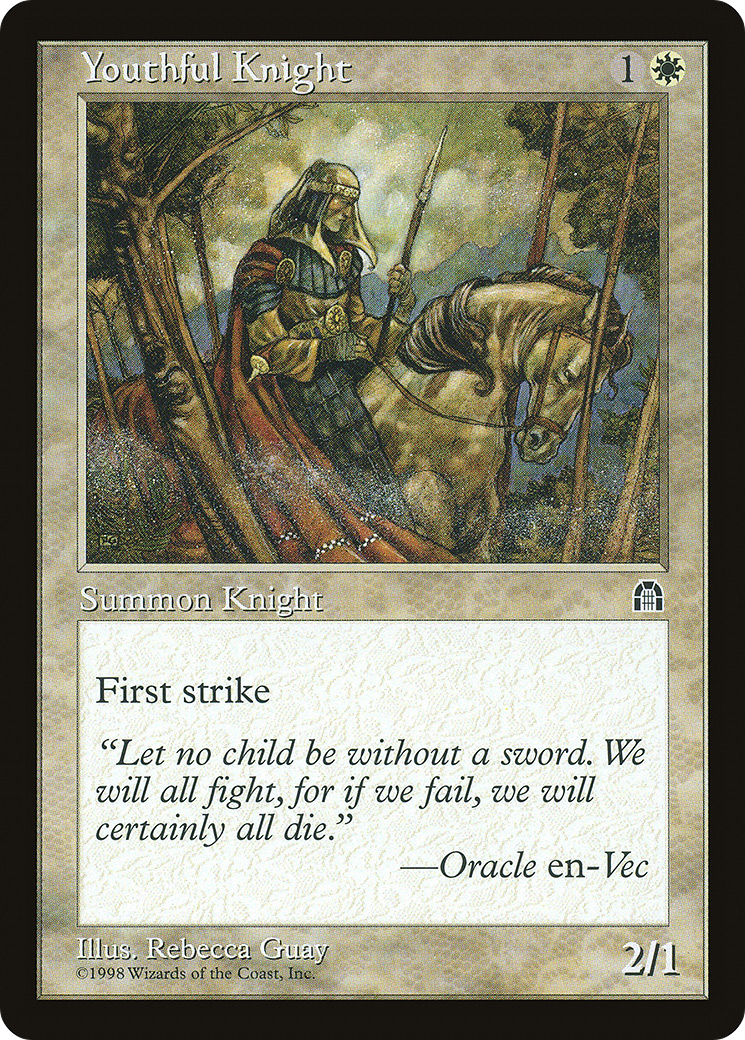 Youthful Knight 1
Summon Knight
First strike
“Let no child be without a sword. We
will all fight, for if we fail, we will
certainly all die.”
—Oracle en-Vec
Illus. Rebecca Guay
©1998 Wizards of the Coast, Inc.
2/1